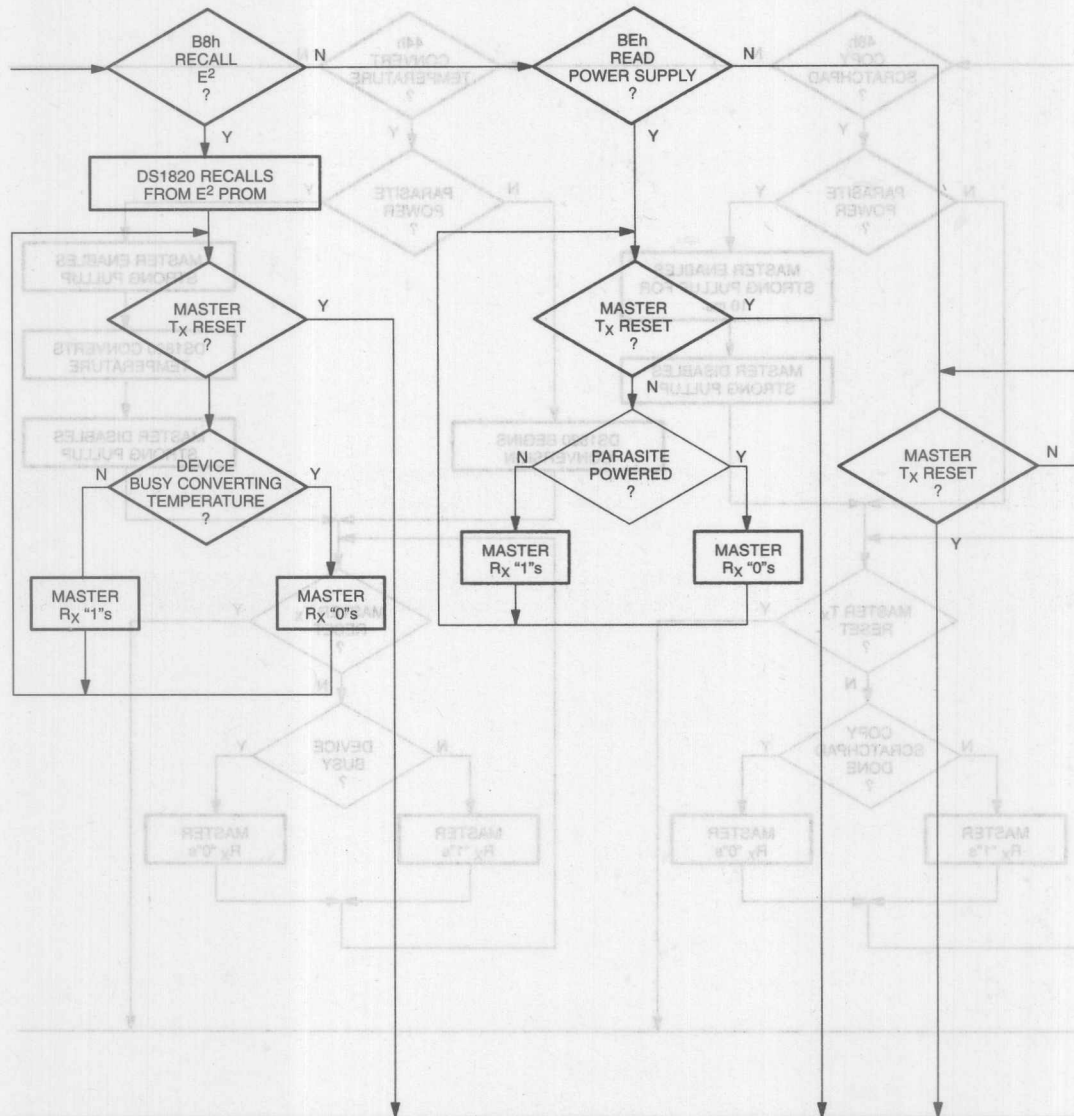 B8h
RECALL
E²
?
N
Y
DS1820 RECALLS
FROM E² PROM
MASTER
Tx RESET
?
Y
DEVICE
BUSY CONVERTING
TEMPERATURE
?
N
Y
MASTER
Rx “1”s
MASTER
Rx “0”s
BEh
READ
POWER SUPPLY
?
N
Y
MASTER
Tx RESET
?
Y
N
PARASITE
POWERED
?
N
Y
MASTER
Rx “1”s
MASTER
Rx “0”s
MASTER
Tx RESET
?
N
Y